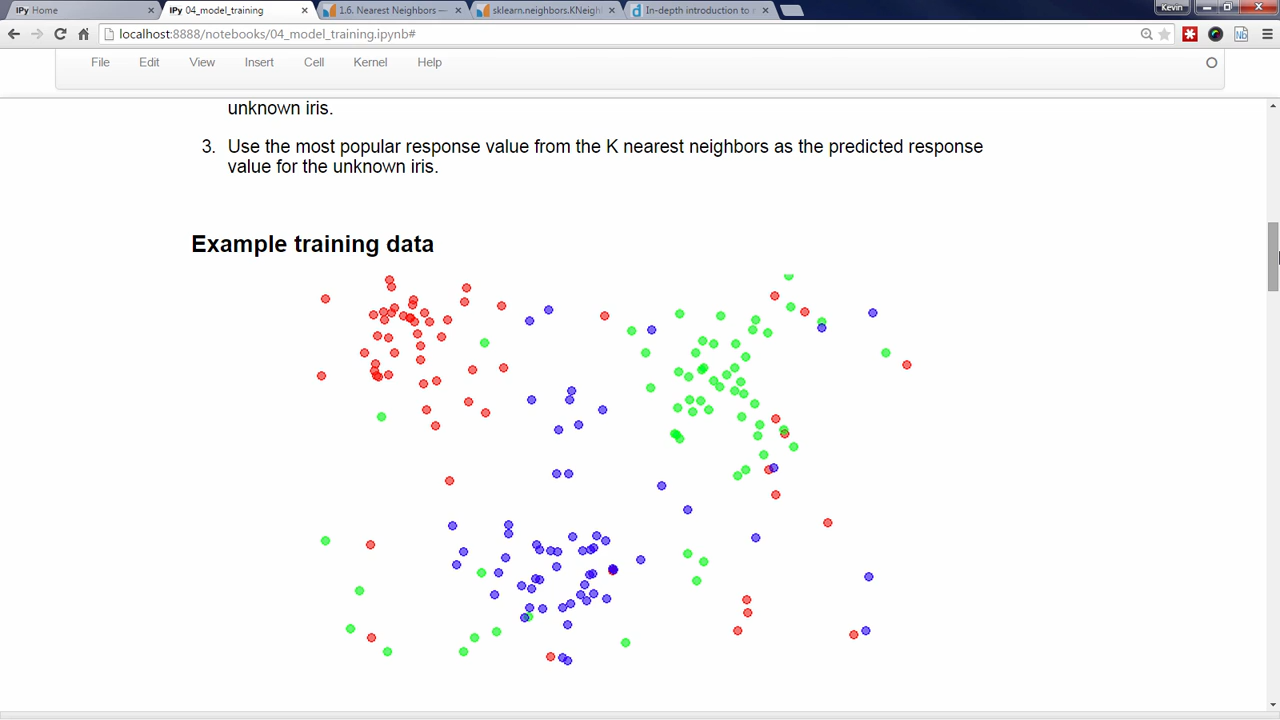 IPy Home
IPy 04_model_training
1.6. Nearest Neighbors —
sklearn.neighbors.KNeigh
In-depth introduction to
Kevin
localhost:8888/notebooks/04_model_training.ipynb#
File Edit View Insert Cell Kernel Help
unknown iris.
3. Use the most popular response value from the K nearest neighbors as the predicted response
value for the unknown iris.
Example training data